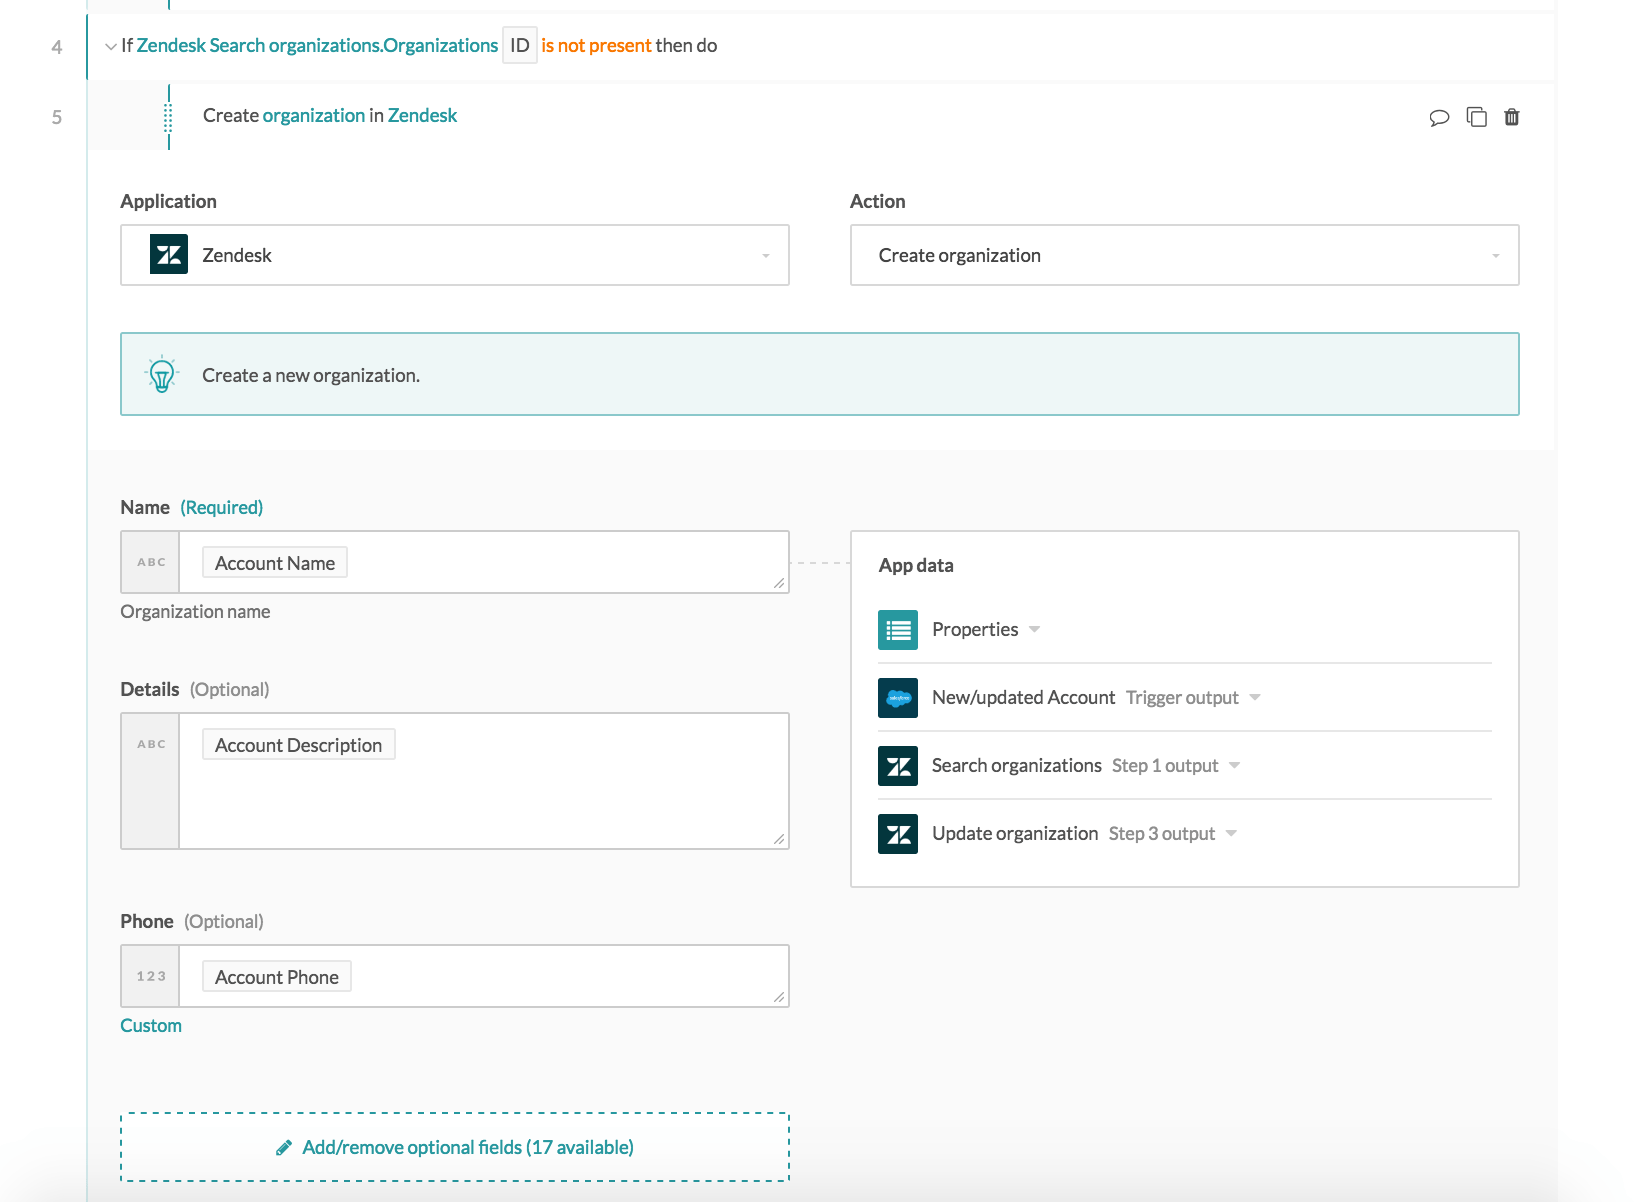 4
If Zendesk Search organizations.Organizations ID is not present then do
5
Create organization in Zendesk
Application
Action
Zendesk
Create organization
Create a new organization.
Name (Required)
ABC Account Name
Organization name
App data
Properties
New/updated Account Trigger output
Search organizations Step 1 output
Update organization Step 3 output
Details (Optional)
ABC Account Description
Phone (Optional)
123 Account Phone
Custom
Add/remove optional fields (17 available)